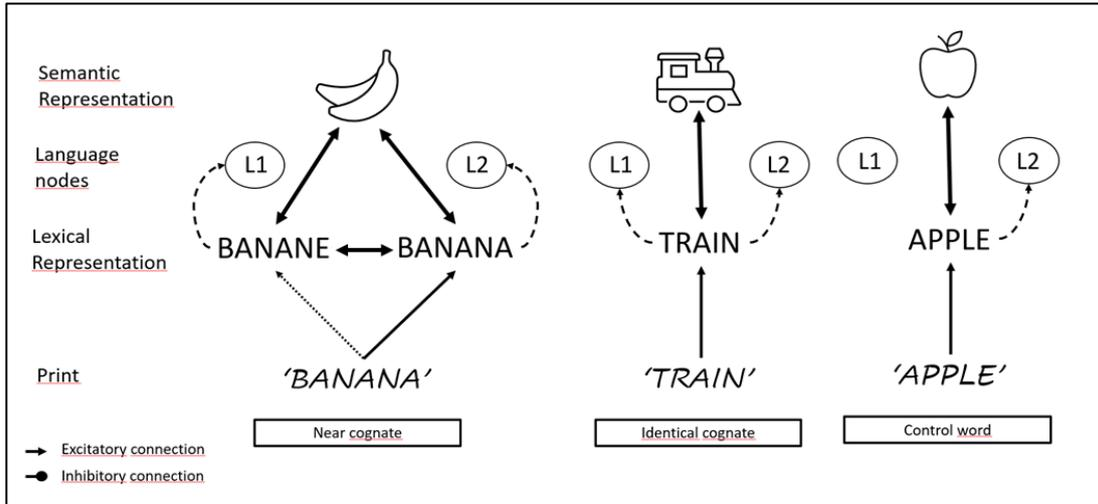 Semantic
Representation
Language
nodes
L1
L2
L1
L2
L1
L2
Lexical
Representation
BANANE
BANANA
TRAIN
APPLE
Print
'BANANA'
'TRAIN'
'APPLE'
Near cognate
Identical cognate
Control word
Excitatory connection
Inhibitory connection